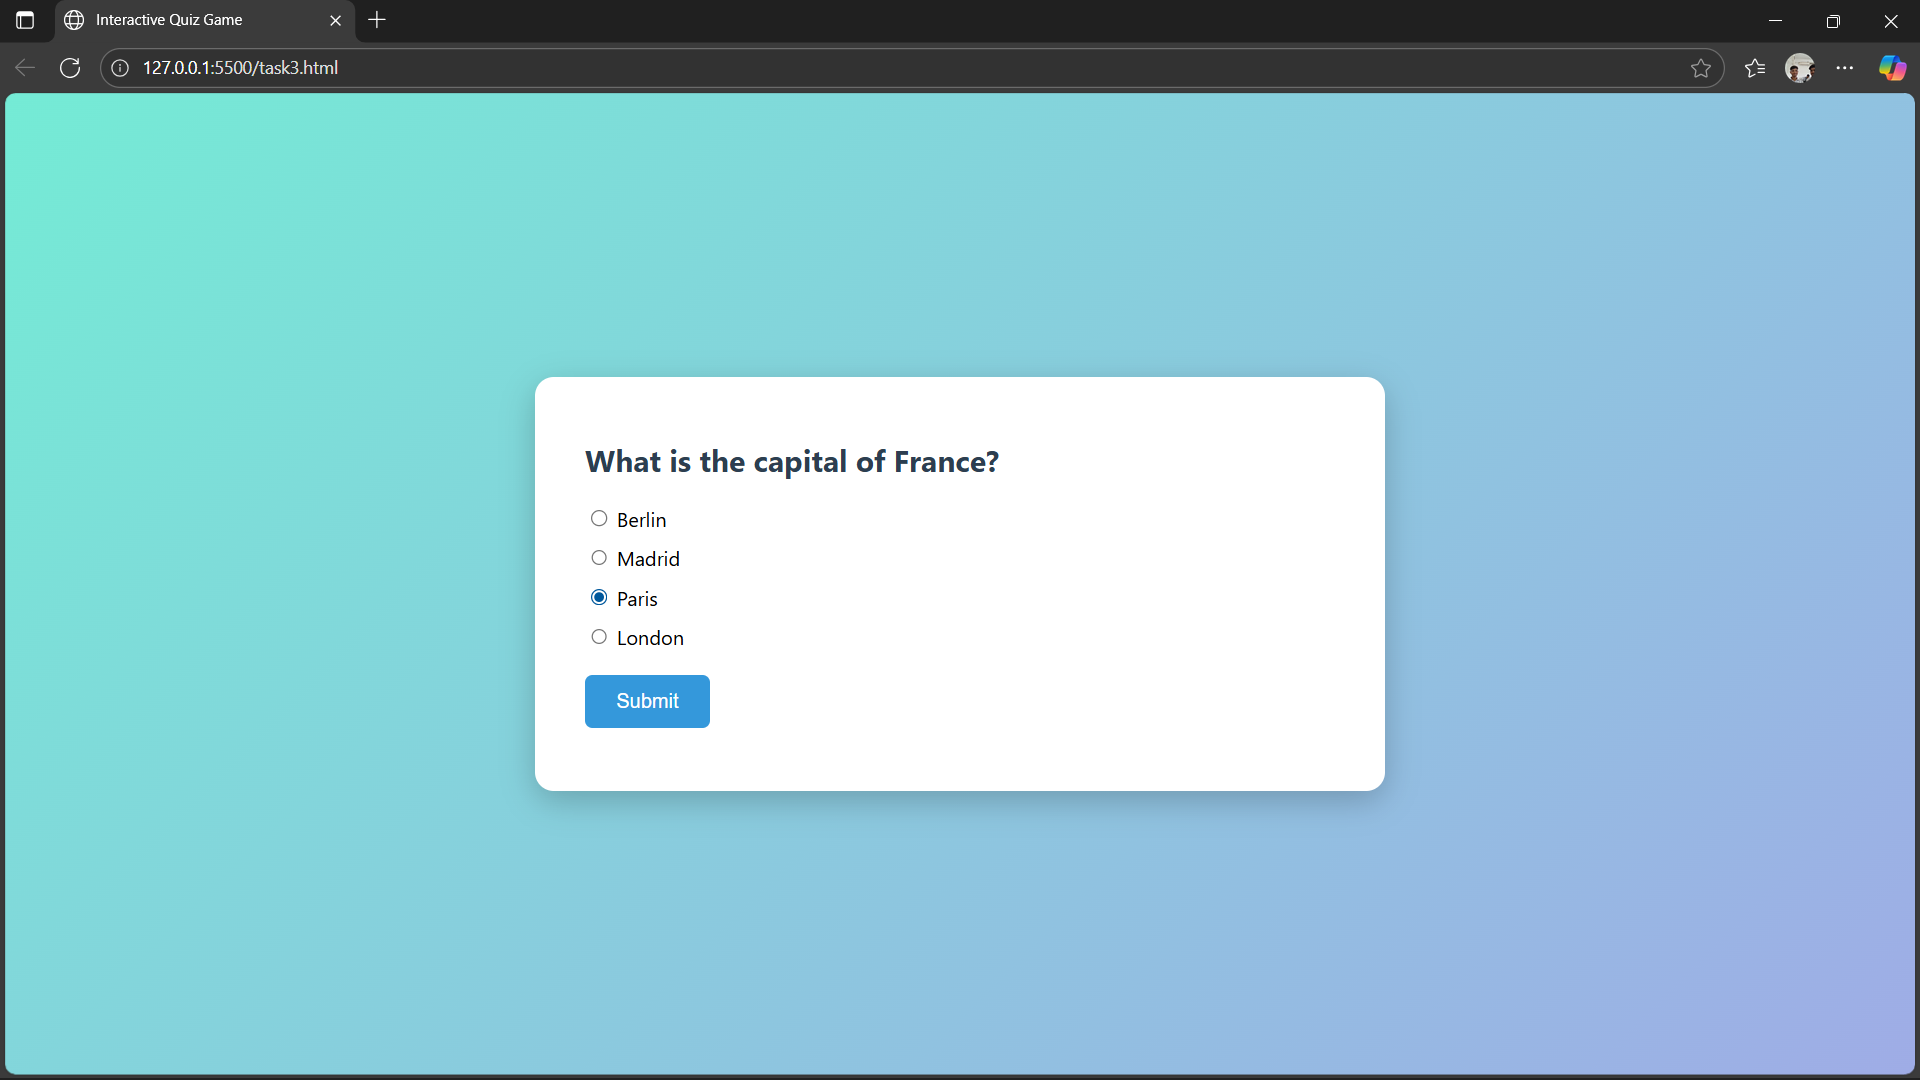 Interactive Quiz Game
127.0.0.1:5500/task3.html
What is the capital of France?
Berlin
Madrid
Paris
London
Submit